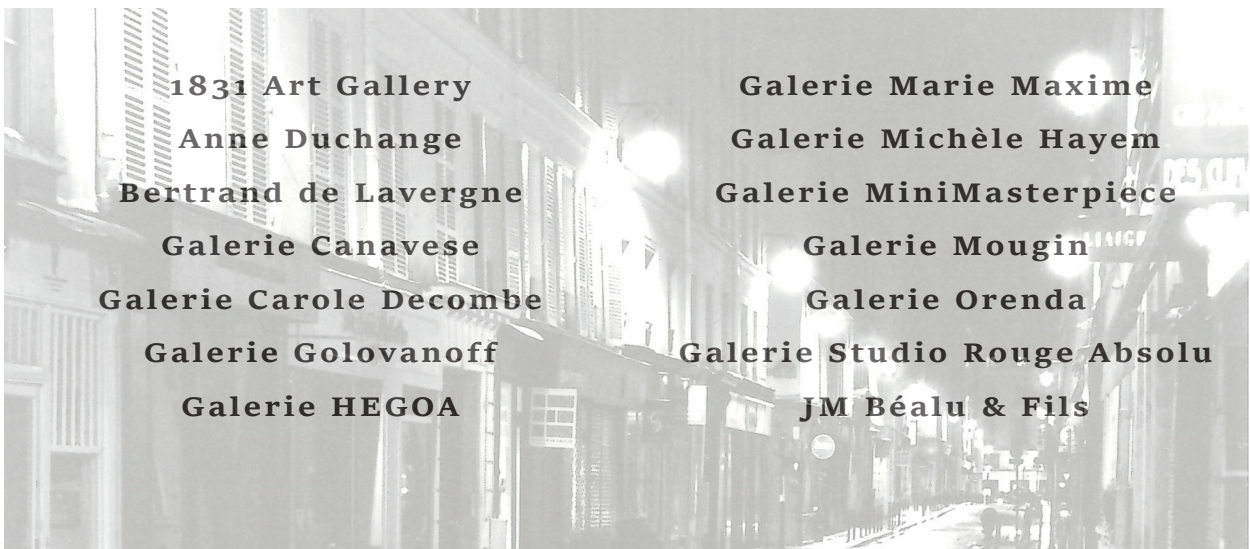 1831 Art Gallery
Anne Duchange
Bertrand de Lavergne
Galerie Canavese
Galerie Carole Decombe
Galerie Golovanoff
Galerie HEGOA
Galerie Marie Maxime
Galerie Michèle Hayem
Galerie MiniMasterpiece
Galerie Mougin
Galerie Orenda
Galerie Studio Rouge Absolu
JM Béalu & Fils